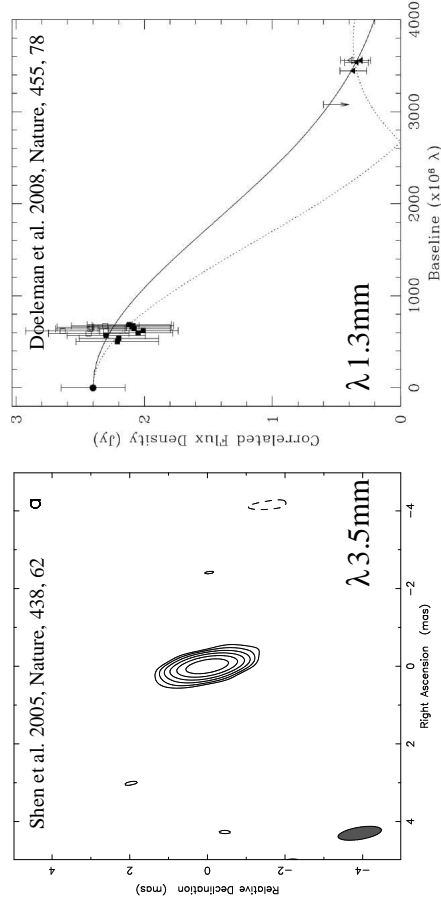 Shen et al. 2005, Nature, 438, 62
a
λ3.5mm
4
2
0
−2
−4
Relative Declination (mas)
4
2
0
−2
−4
Right Ascension (mas)
Doeleman et al. 2008, Nature, 455, 78
λ1.3mm
3
2
1
0
Correlated Flux Density (Jy)
0
1000
2000
3000
4000
Baseline (x10⁶ λ)